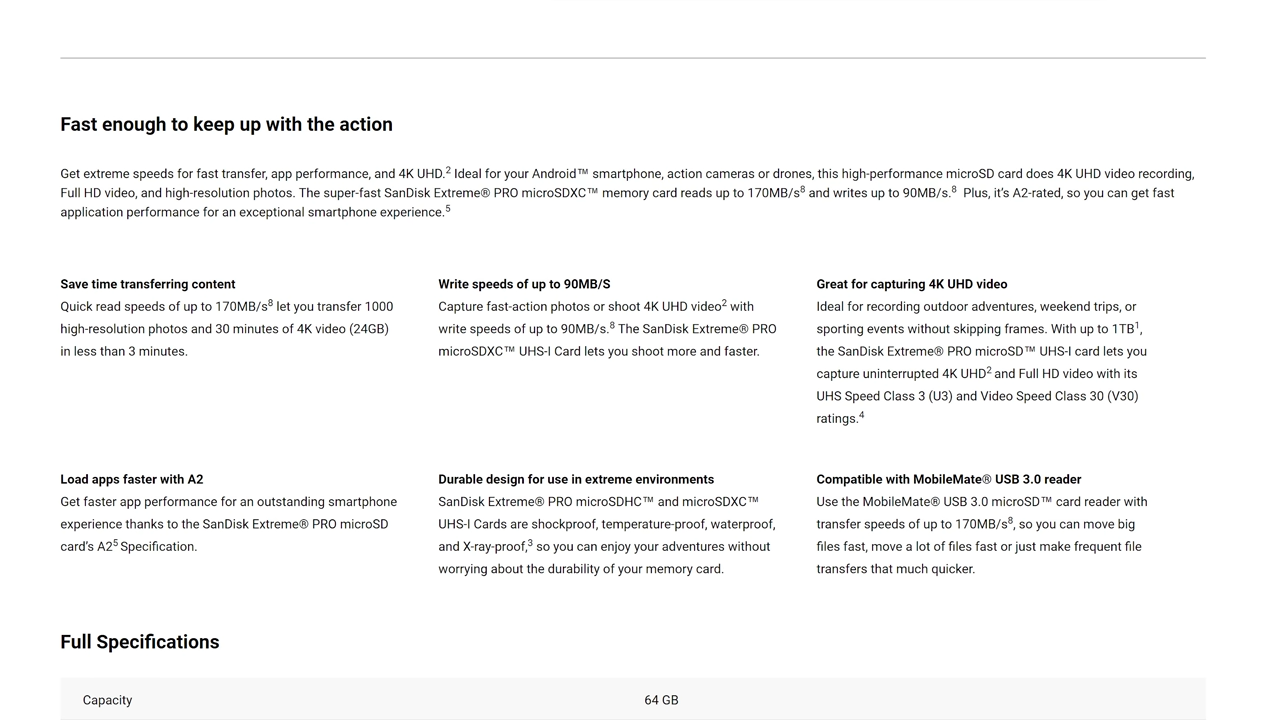 Fast enough to keep up with the action
Get extreme speeds for fast transfer, app performance, and 4K UHD.2 Ideal for your Android™ smartphone, action cameras or drones, this high-performance microSD card does 4K UHD video recording,
Full HD video, and high-resolution photos. The super-fast SanDisk Extreme® PRO microSDXC™ memory card reads up to 170MB/s8 and writes up to 90MB/s.8 Plus, it's A2-rated, so you can get fast
application performance for an exceptional smartphone experience.5
Save time transferring content
Quick read speeds of up to 170MB/s8 let you transfer 1000
high-resolution photos and 30 minutes of 4K video (24GB)
in less than 3 minutes.
Write speeds of up to 90MB/S
Capture fast-action photos or shoot 4K UHD video2 with
write speeds of up to 90MB/s.8 The SanDisk Extreme® PRO
microSDXC™ UHS-I Card lets you shoot more and faster.
Great for capturing 4K UHD video
Ideal for recording outdoor adventures, weekend trips, or
sporting events without skipping frames. With up to 1TB1,
the SanDisk Extreme® PRO microSD™ UHS-I card lets you
capture uninterrupted 4K UHD2 and Full HD video with its
UHS Speed Class 3 (U3) and Video Speed Class 30 (V30)
ratings.4
Load apps faster with A2
Get faster app performance for an outstanding smartphone
experience thanks to the SanDisk Extreme® PRO microSD
card's A25 Specification.
Durable design for use in extreme environments
SanDisk Extreme® PRO microSDHC™ and microSDXC™
UHS-I Cards are shockproof, temperature-proof, waterproof,
and X-ray-proof,3 so you can enjoy your adventures without
worrying about the durability of your memory card.
Compatible with MobileMate® USB 3.0 reader
Use the MobileMate® USB 3.0 microSD™ card reader with
transfer speeds of up to 170MB/s8, so you can move big
files fast, move a lot of files fast or just make frequent file
transfers that much quicker.
Full Specifications
Capacity 64 GB